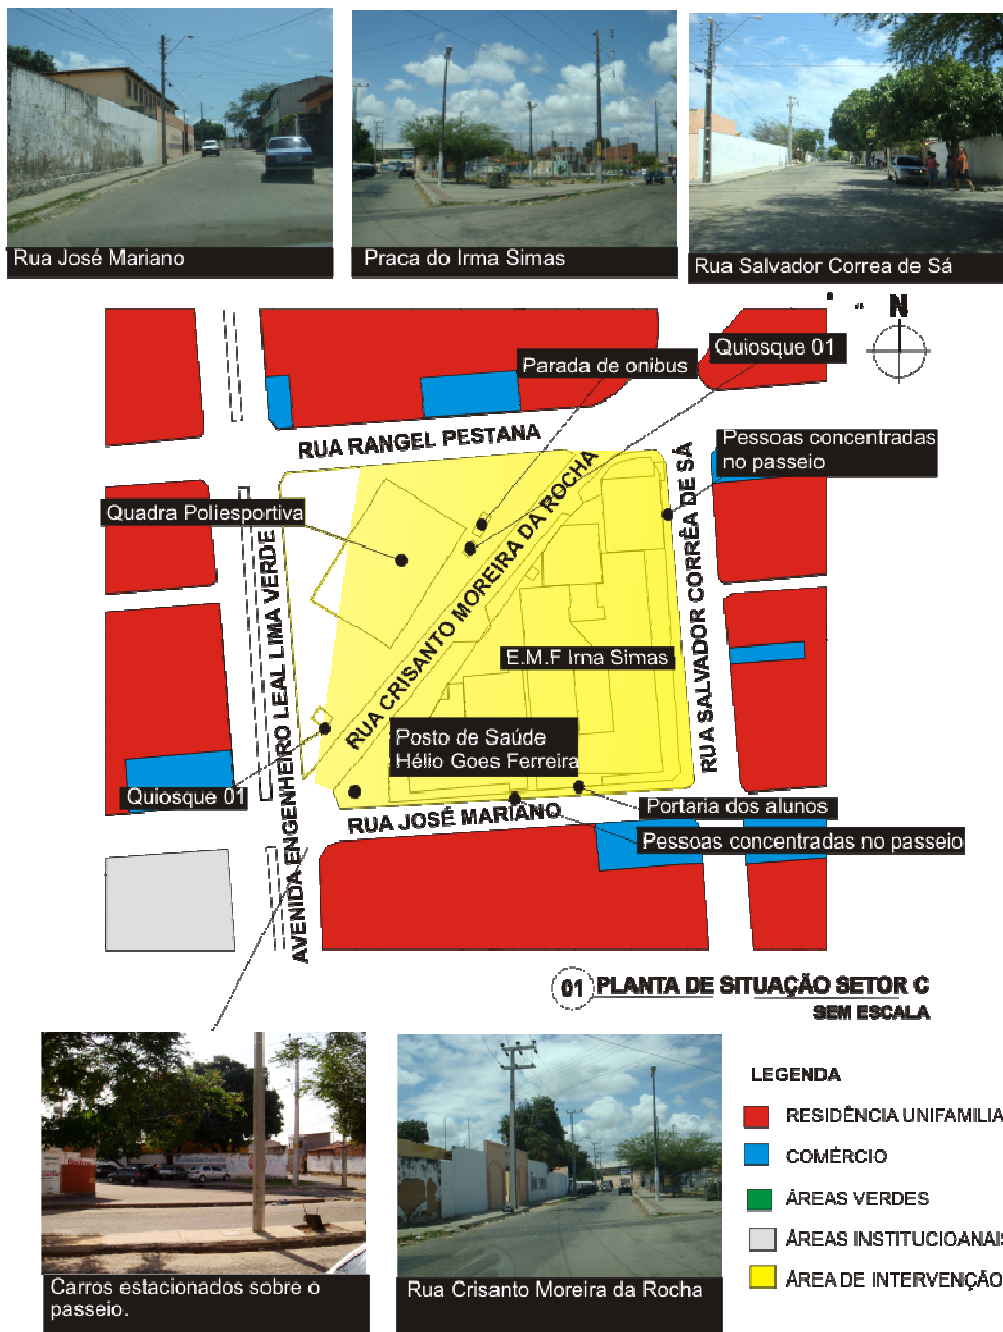 Rua José Mariano
Praca do Irma Simas
Rua Salvador Correa de Sá
N
Parada de onibus
Quiosque 01
RUA RANGEL PESTANA
Pessoas concentradas
no passeio
Quadra Poliesportiva
RUA CRISANTO MOREIRA DA ROCHA
RUA SALVADOR CORRÊA DE SÁ
AVENIDA ENGENHEIRO LEAL LIMA VERDE
E.M.F Irna Simas
Posto de Saúde
Hélio Goes Ferreira
Quiosque 01
Portaria dos alunos
RUA JOSÉ MARIANO
Pessoas concentradas no passeio
01 PLANTA DE SITUAÇÃO SETOR C
SEM ESCALA
LEGENDA
RESIDÊNCIA UNIFAMILIA
COMÉRCIO
ÁREAS VERDES
ÁREAS INSTITUCIOANAIS
ÁREA DE INTERVENÇÃO
Carros estacionados sobre o
passeio.
Rua Crisanto Moreira da Rocha